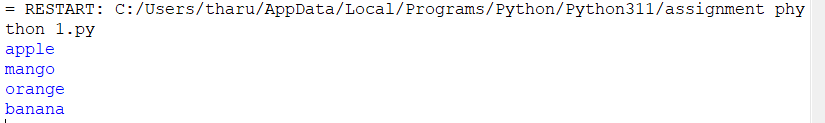 = RESTART: C:/Users/tharu/AppData/Local/Programs/Python/Python311/assignment phy
thon 1.py
apple
mango
orange
banana